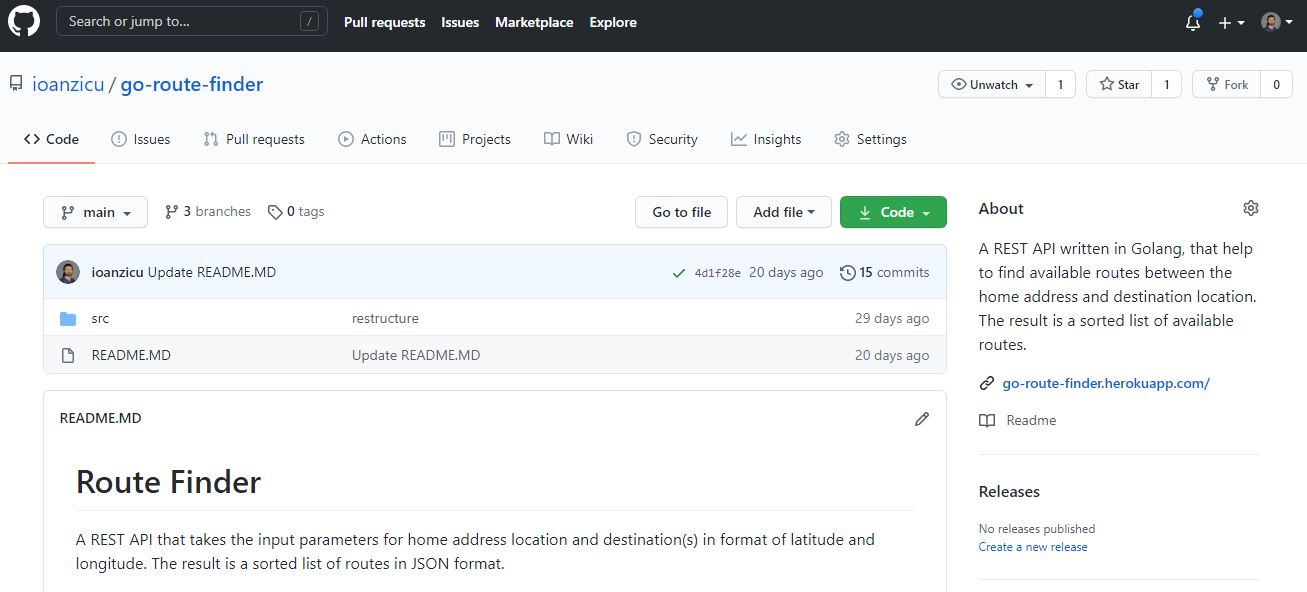 Search or jump to... / Pull requests Issues Marketplace Explore
ioanzicu / go-route-finder Unwatch 1 Star 1 Fork 0
Code Issues Pull requests Actions Projects Wiki Security Insights Settings
main 3 branches 0 tags Go to file Add file Code
ioanzicu Update README.MD 4d1f28e 20 days ago 15 commits
src restructure 29 days ago
README.MD Update README.MD 20 days ago
README.MD
Route Finder
A REST API that takes the input parameters for home address location and destination(s) in format of latitude and
longitude. The result is a sorted list of routes in JSON format.
About
A REST API written in Golang, that help
to find available routes between the
home address and destination location.
The result is a sorted list of available
routes.
go-route-finder.herokuapp.com/
Readme
Releases
No releases published
Create a new release